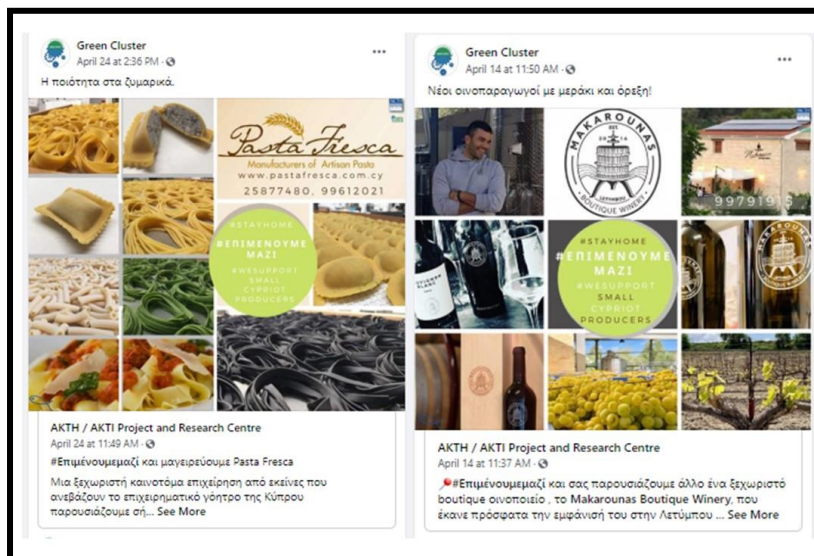 Green Cluster
April 24 at 2:36 PM ·
Η ποιότητα στα ζυμαρικά.
Pasta Fresca
Manufacturers of Artisan Pasta
www.pastafresca.com.cy
25877480, 99612021
#STAYHOME
#ΕΠΙΜΕΝΟΥΜΕ
ΜΑΖΙ
#WESUPPORT
SMALL
CYPRIOT
PRODUCERS
ΑΚΤΗ / AKTI Project and Research Centre
April 24 at 11:49 AM ·
#Επιμένουμεμαζί και μαγειρεύουμε Pasta Fresca
Μια ξεχωριστή καινοτόμα επιχείρηση από εκείνες που
ανεβάζουν το επιχειρηματικό γόητρο της Κύπρου
παρουσιάζουμε σή... See More
Green Cluster
April 14 at 11:50 AM ·
Νέοι οινοπαραγωγοί με μεράκι και όρεξη!
MAKAROUNAS
EST.
2014
LETYMBOU
BOUTIQUE WINERY
99791915
#STAYHOME
#ΕΠΙΜΕΝΟΥΜΕ
ΜΑΖΙ
#WESUPPORT
SMALL
CYPRIOT
PRODUCERS
ΑΚΤΗ / AKTI Project and Research Centre
April 14 at 11:37 AM ·
#Επιμένουμεμαζί και σας παρουσιάζουμε άλλο ένα ξεχωριστό
boutique οινοποιείο , το Makarounas Boutique Winery, που
έκανε πρόσφατα την εμφάνισή του στην Λετύμπου ... See More